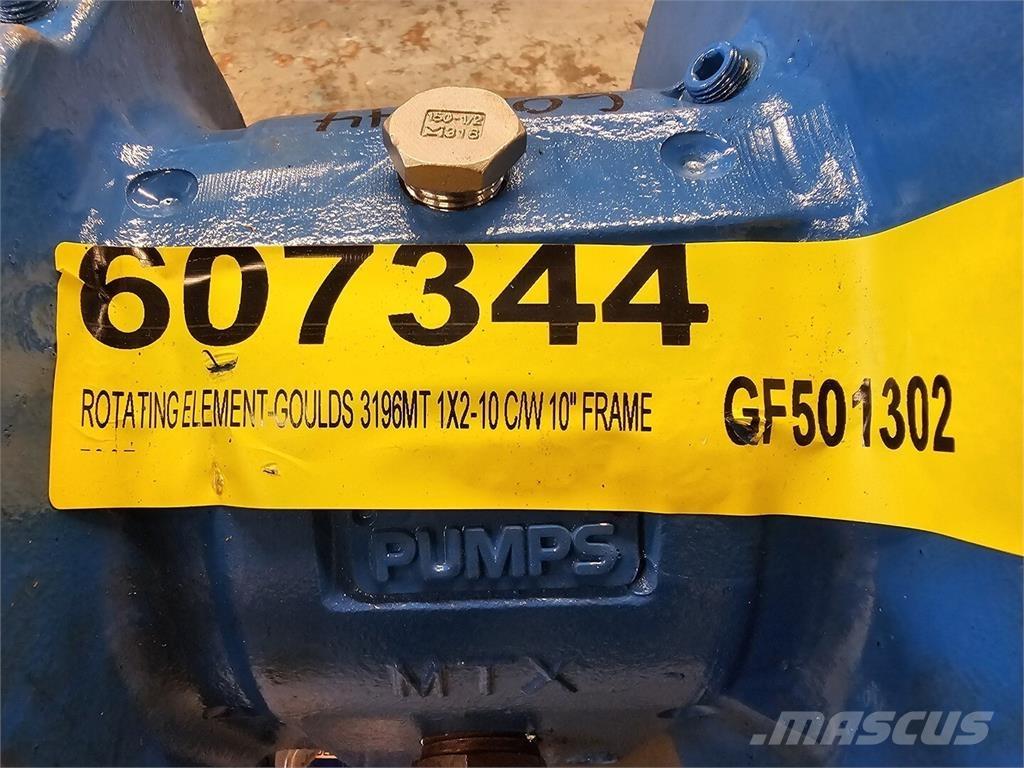 150-1/2
316
607344
ROTATING ELEMENT-GOULDS 3196MT 1X2-10 C/W 10" FRAME
GF501302
PUMPS
MTX
MASCUS